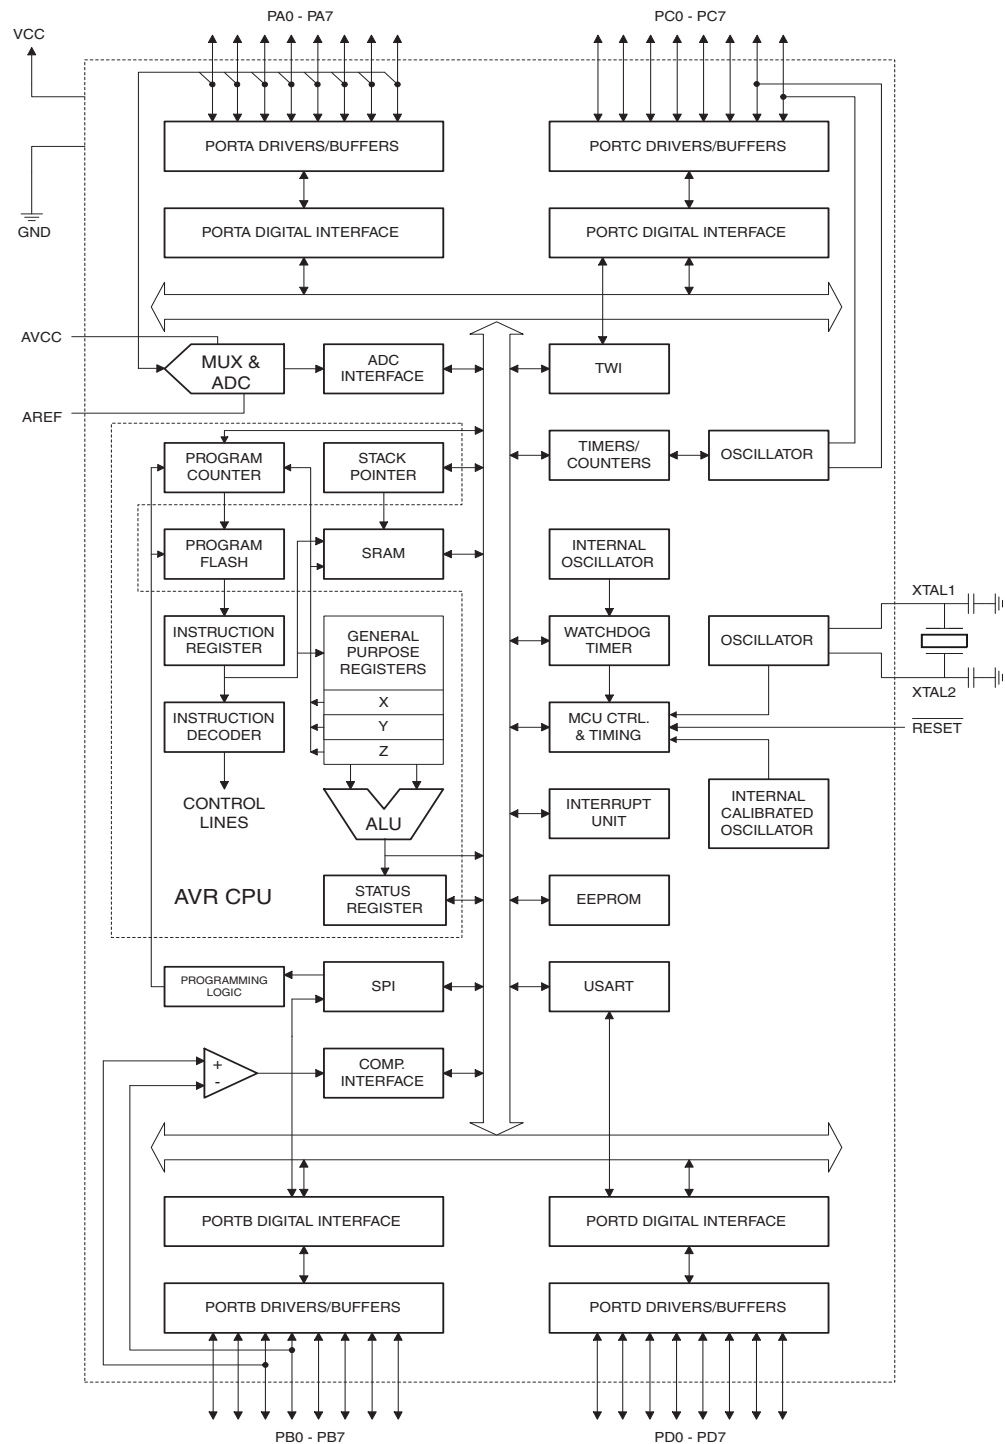 PA0 - PA7
PC0 - PC7
VCC
PORTA DRIVERS/BUFFERS
PORTC DRIVERS/BUFFERS
GND
PORTA DIGITAL INTERFACE
PORTC DIGITAL INTERFACE
AVCC
MUX &
ADC
ADC
INTERFACE
TWI
AREF
PROGRAM
COUNTER
STACK
POINTER
TIMERS/
COUNTERS
OSCILLATOR
PROGRAM
FLASH
SRAM
INTERNAL
OSCILLATOR
XTAL1
INSTRUCTION
REGISTER
GENERAL
PURPOSE
REGISTERS
WATCHDOG
TIMER
OSCILLATOR
XTAL2
INSTRUCTION
DECODER
X
Y
Z
MCU CTRL.
& TIMING
RESET
CONTROL
LINES
ALU
INTERRUPT
UNIT
INTERNAL
CALIBRATED
OSCILLATOR
AVR CPU
STATUS
REGISTER
EEPROM
PROGRAMMING
LOGIC
SPI
USART
+
-
COMP.
INTERFACE
PORTB DIGITAL INTERFACE
PORTD DIGITAL INTERFACE
PORTB DRIVERS/BUFFERS
PORTD DRIVERS/BUFFERS
PB0 - PB7
PD0 - PD7